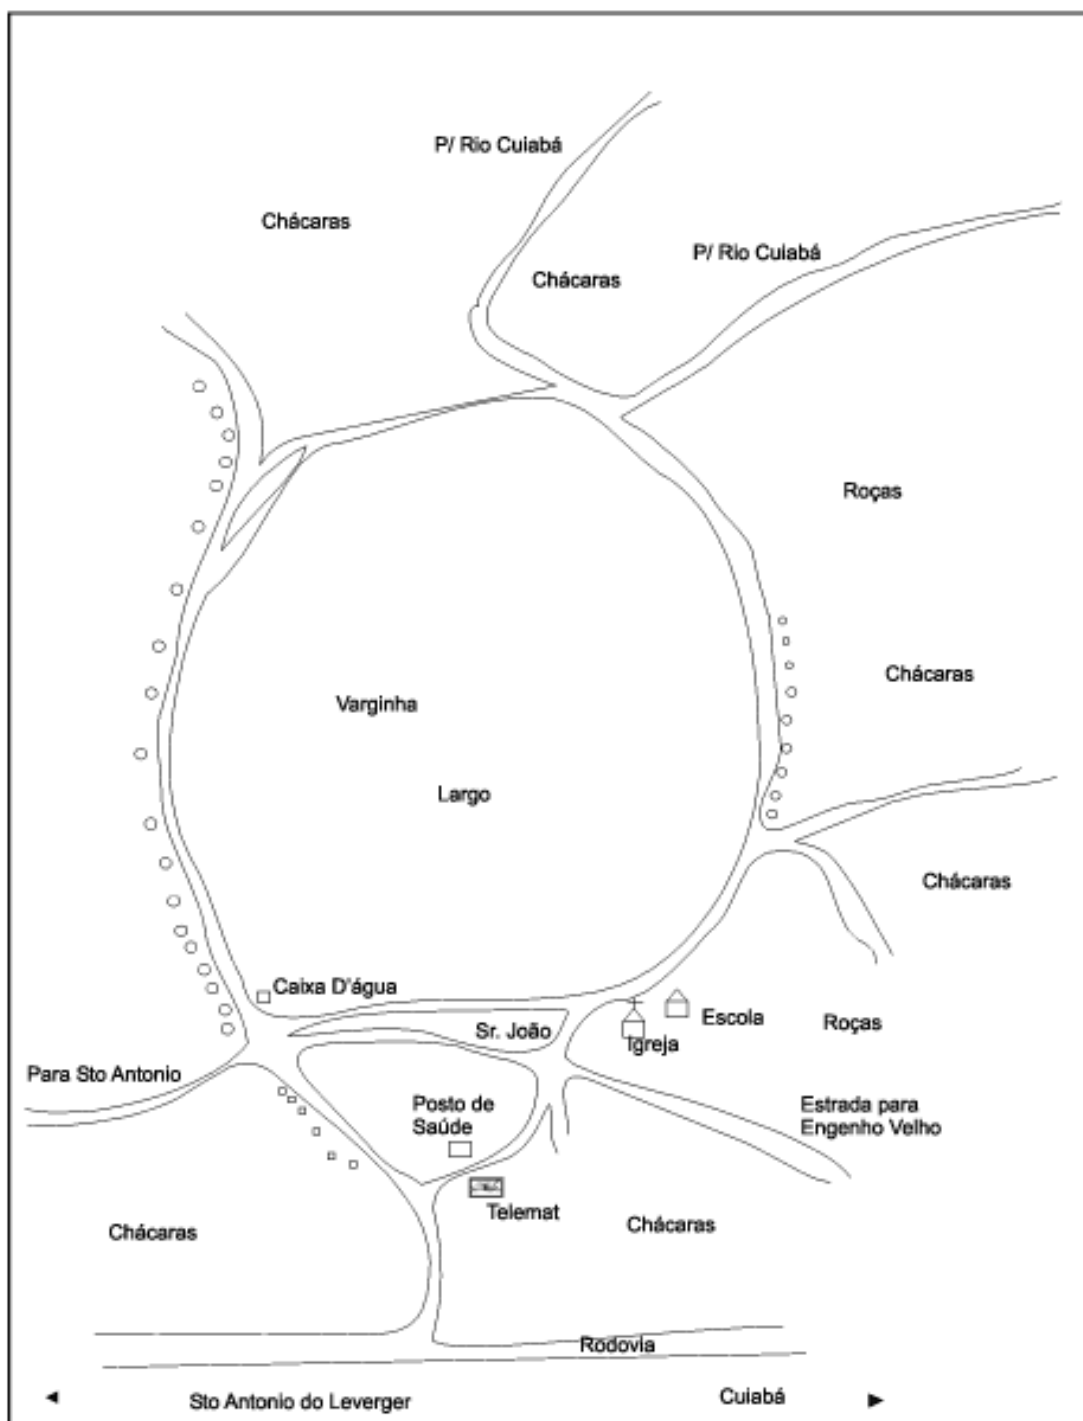 P/ Rio Cuiabá
Chácaras
P/ Rio Cuiabá
Chácaras
Roças
Chácaras
Varginha
Largo
Chácaras
Caixa D'água
Escola
Roças
Sr. João
Igreja
Para Sto Antonio
Posto de
Saúde
Estrada para
Engenho Velho
Telemat
Chácaras
Chácaras
Rodovia
Sto Antonio do Leverger
Cuiabá